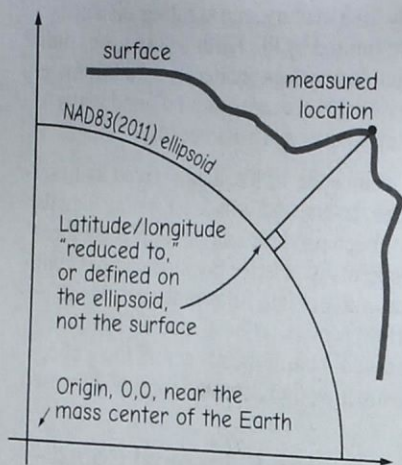 surface
measured
location
NAD83(2011) ellipsoid
Latitude/longitude
"reduced to,"
or defined on
the ellipsoid,
not the surface
Origin, 0,0, near the
mass center of the Earth